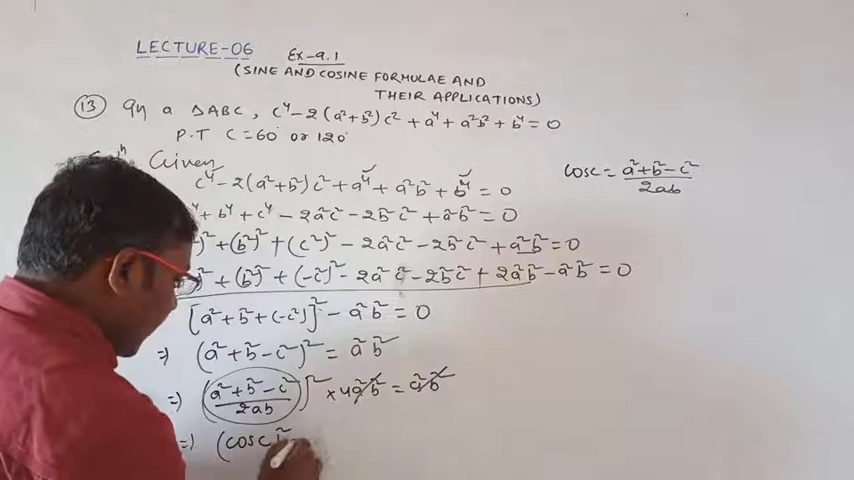 LECTURE-06 Ex-9.1
(SINE AND COSINE FORMULAE AND
THEIR APPLICATIONS)
(13) In a △ABC, c⁴-2(a²+b²)c²+a⁴+a²b²+b⁴=0
P.T C=60° or 120°
Given
c⁴-2(a²+b²)c²+a⁴+a²b²+b⁴=0
cosc = (a²+b²-c²)/2ab
+b⁴+c⁴-2a²c²-2b²c²+a²b²=0
)²+(b²)²+(c²)²-2a²c²-2b²c²+a²b²=0
)²+(b²)²+(-c²)²-2a²c²-2b²c²+2a²b²-a²b²=0
[a²+b²+(-c²)]²-a²b²=0
⇒ (a²+b²-c²)²=a²b²
⇒ ((a²+b²-c²)/2ab)²×4a²b²=a²b²
⇒ (cosc)²